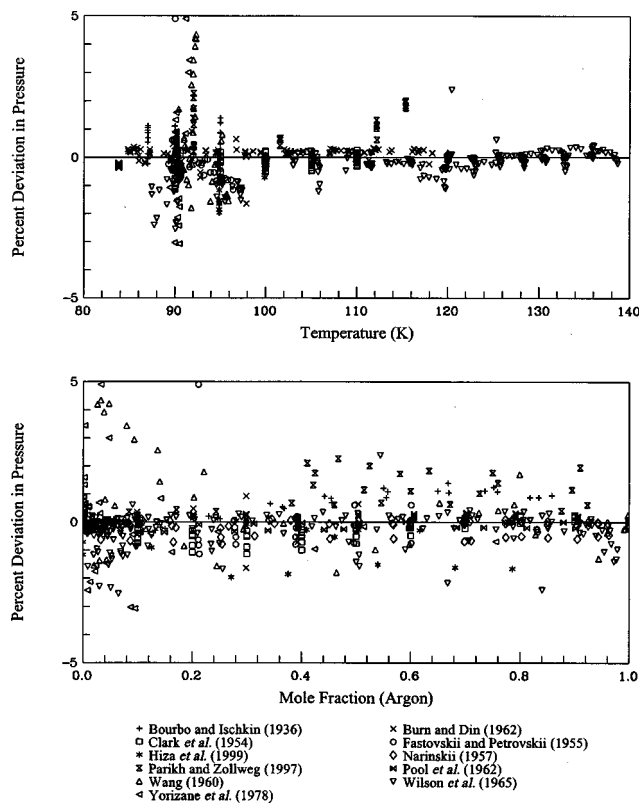 5
0
-5
Percent Deviation in Pressure
80 90 100 110 120 130 140
Temperature (K)
5
0
-5
Percent Deviation in Pressure
0.0 0.2 0.4 0.6 0.8 1.0
Mole Fraction (Argon)
+ Bourbo and Ischkin (1936)
□ Clark et al. (1954)
✳ Hiza et al. (1999)
⧗ Parikh and Zollweg (1997)
△ Wang (1960)
◁ Yorizane et al. (1978)
× Burn and Din (1962)
○ Fastovskii and Petrovskii (1955)
◇ Narinskii (1957)
⧓ Pool et al. (1962)
▽ Wilson et al. (1965)